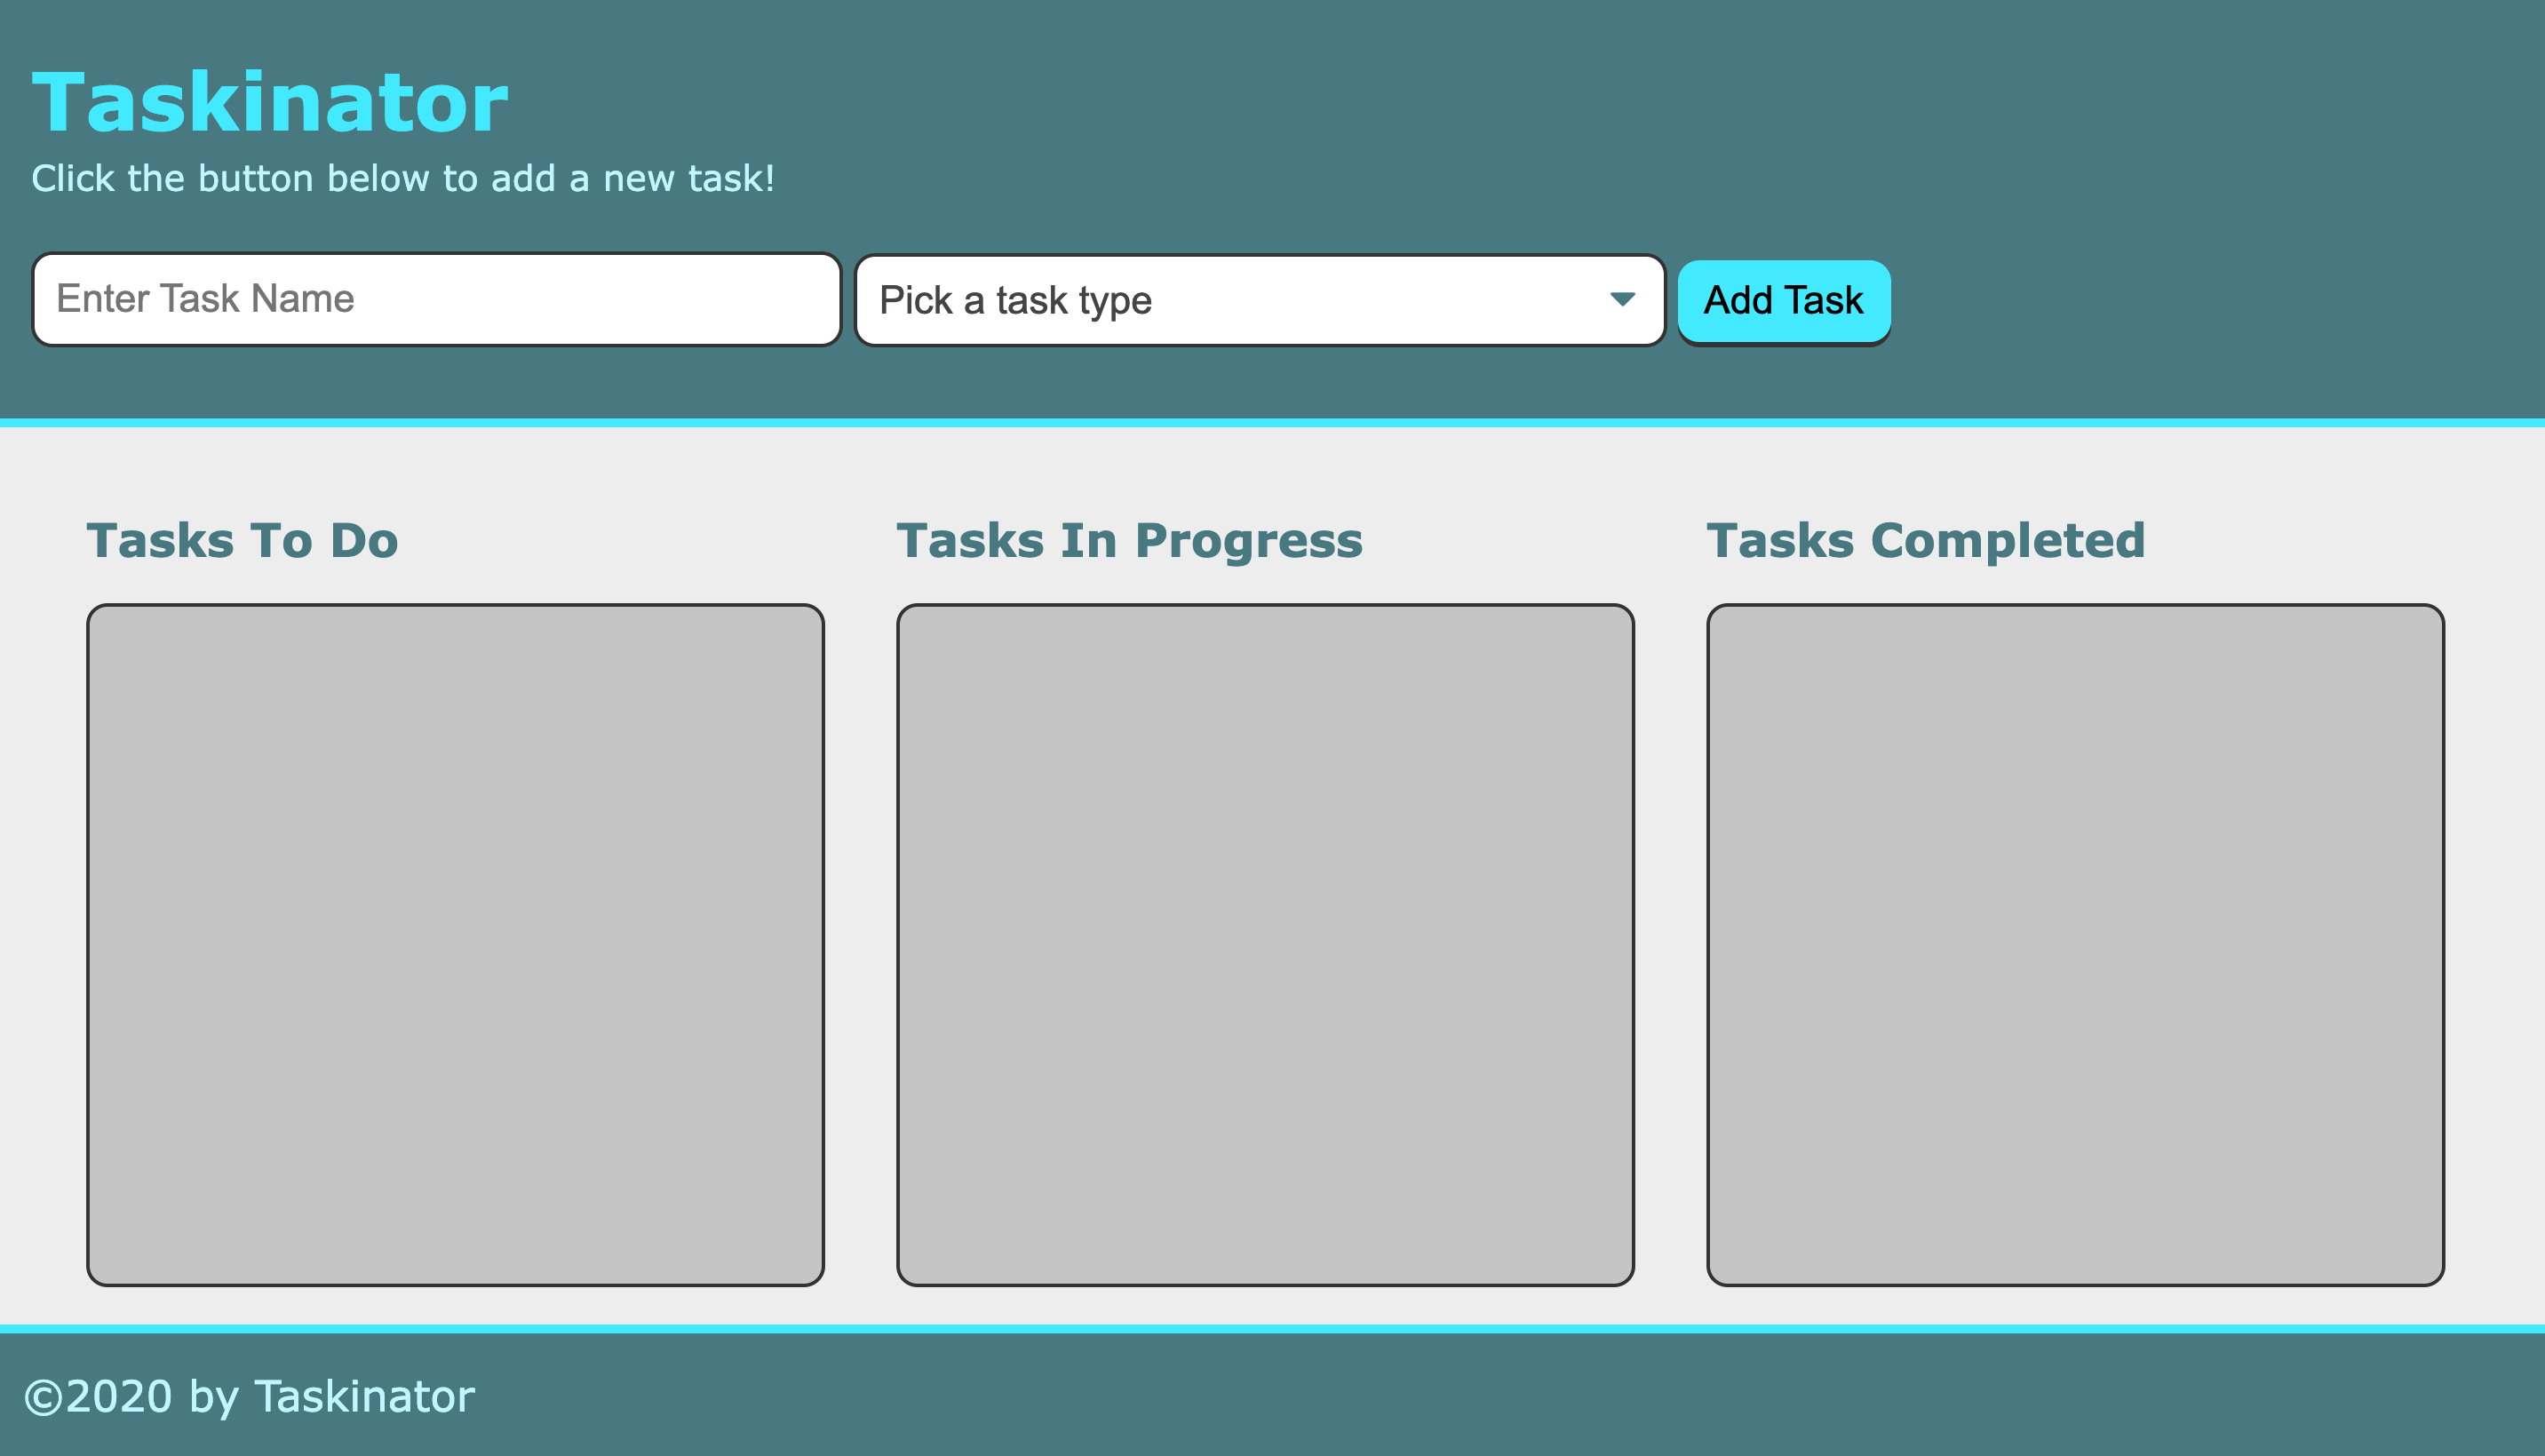 Taskinator
Click the button below to add a new task!
Enter Task Name
Pick a task type
Add Task
Tasks To Do
Tasks In Progress
Tasks Completed
©2020 by Taskinator